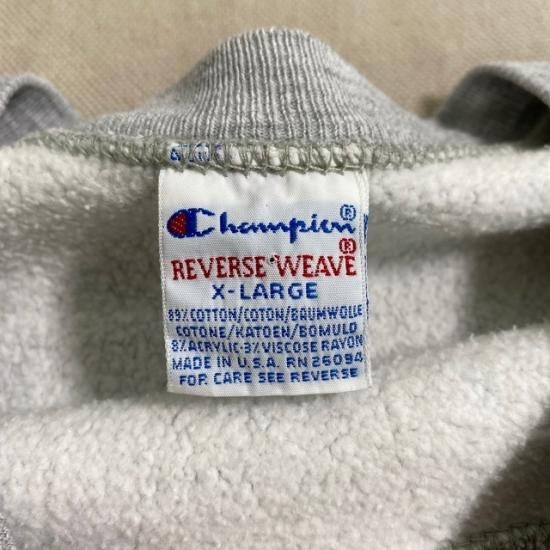 Champion®
®
REVERSE WEAVE
X-LARGE
89% COTTON/COTON/BAUMWOLLE
COTONE/KATOEN/BOMULD
8% ACRYLIC·3% VISCOSE RAYON
MADE IN U.S.A. RN 26094
FOR CARE SEE REVERSE